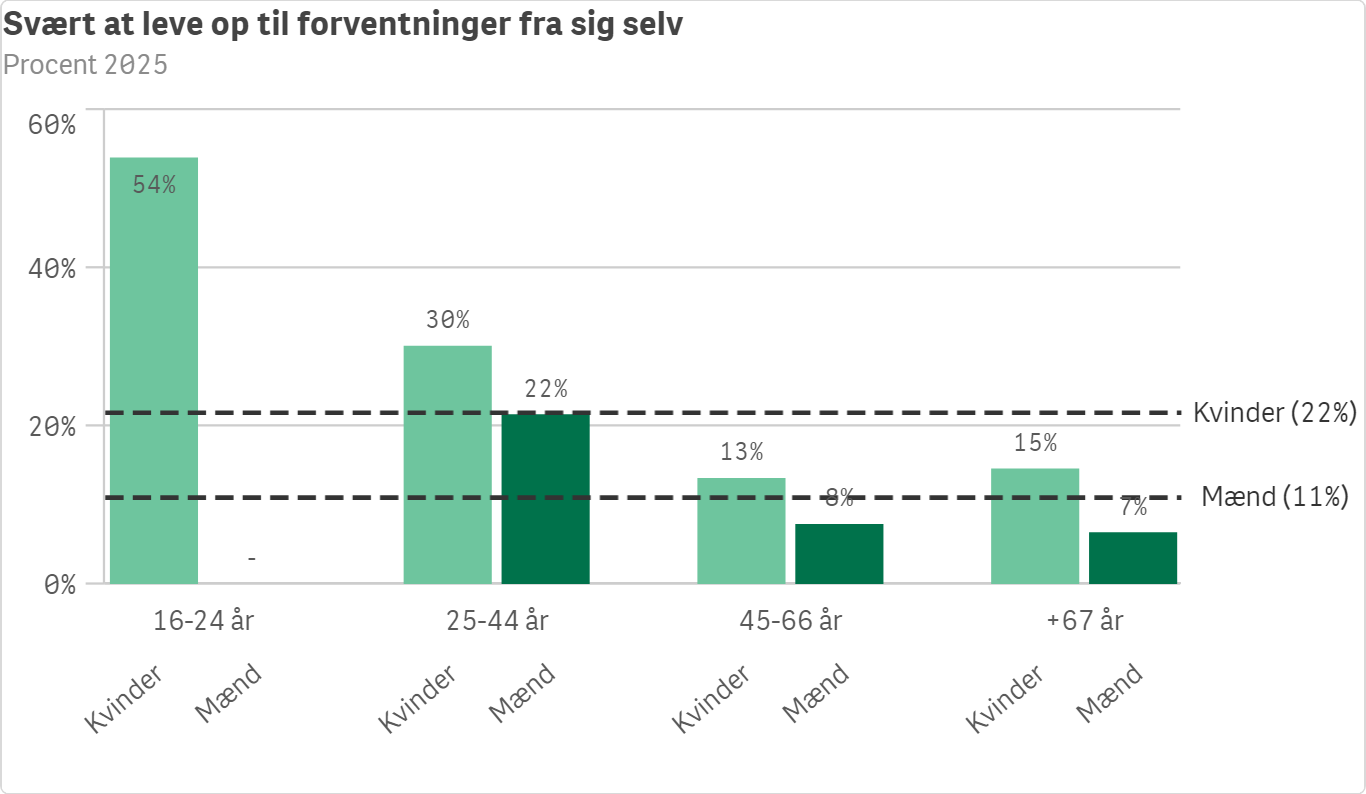 Svært at leve op til forventninger fra sig selv
Procent 2025
60%
54%
40%
30%
22%
Kvinder (22%)
20%
15%
13%
Mænd (11%)
8%
7%
-
0%
16-24 år
25-44 år
45-66 år
+67 år
Kvinder
Mænd
Kvinder
Mænd
Kvinder
Mænd
Kvinder
Mænd